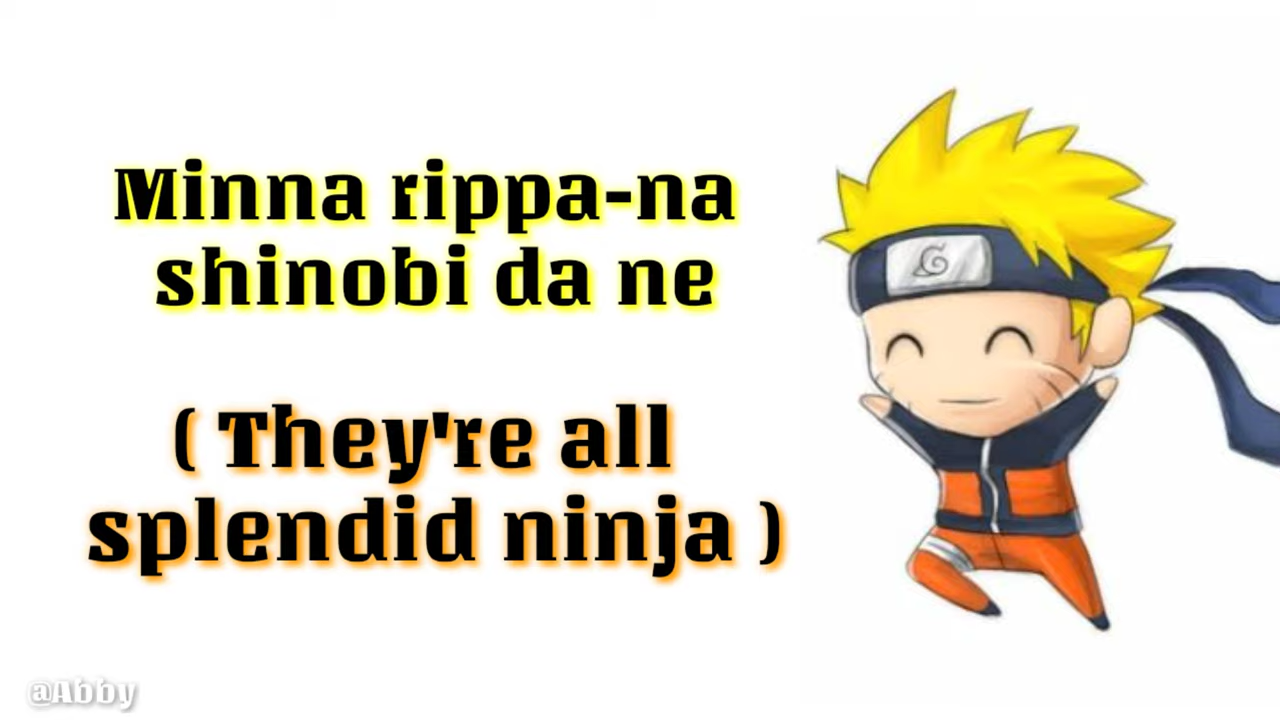 Minna rippa-na
shinobi da ne
( They're all
splendid ninja )
@Abby